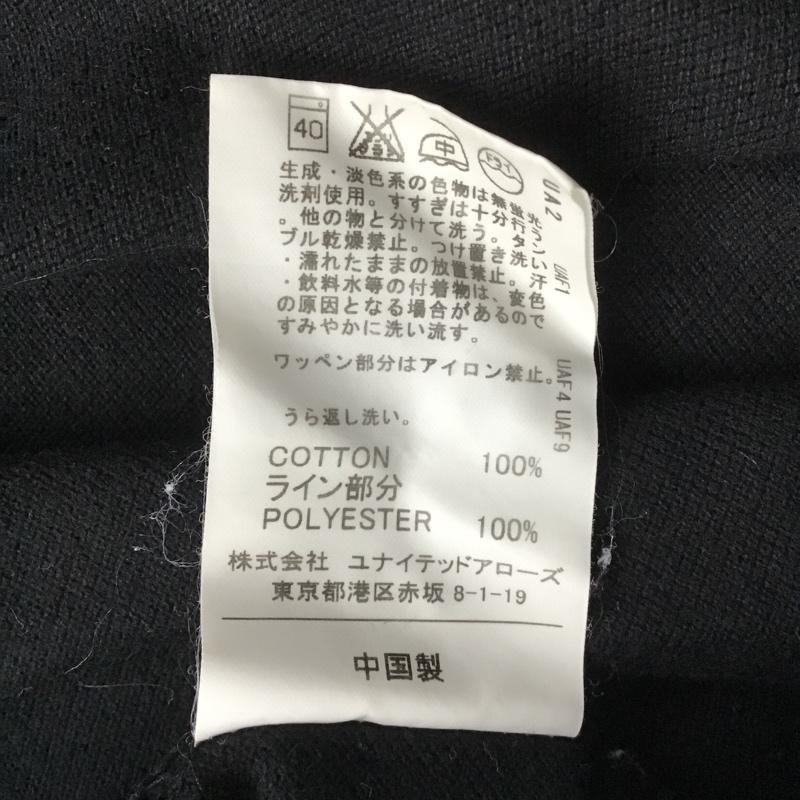 40
中
UA2
生成・淡色系の色物は無蛍光
洗剤使用。すすぎは十分行う
。他の物と分けて洗う。タン
ブル乾燥禁止。つけ置き洗い
・濡れたままの放置禁止。汗
・飲料水等の付着物は、変色
の原因となる場合があるので
すみやかに洗い流す。
UAF1
ワッペン部分はアイロン禁止。
UAF4 UAF9
うら返し洗い。
COTTON 100%
ライン部分
POLYESTER 100%
株式会社 ユナイテッドアローズ
東京都港区赤坂 8-1-19
中国製